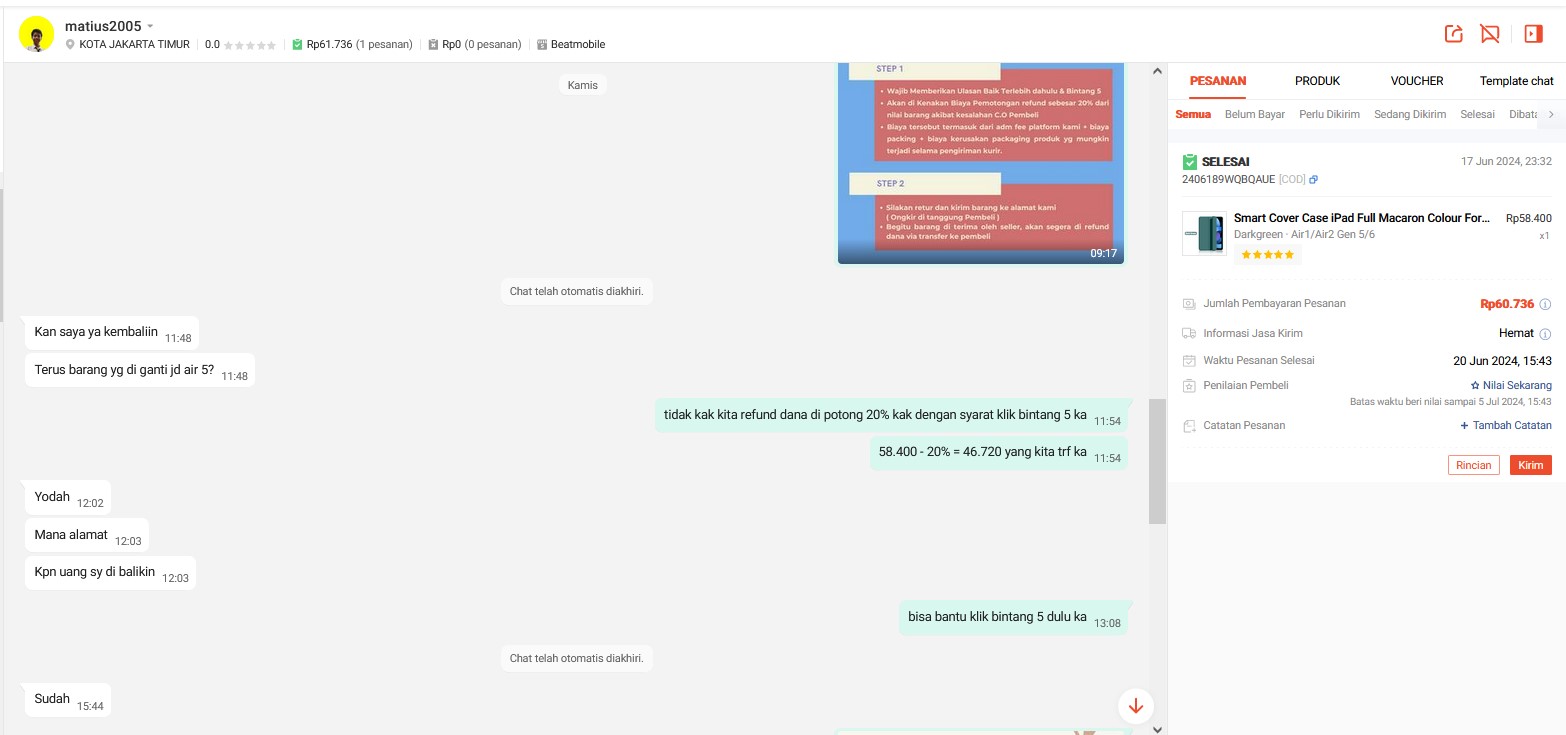 matius2005
KOTA JAKARTA TIMUR 0.0 Rp61.736 (1 pesanan) Rp0 (0 pesanan) Beatmobile
Kamis
STEP 1
• Wajib Memberikan Ulasan Baik Terlebih dahulu & Bintang 5
• Akan di Kenakan Biaya Pemotongan refund sebesar 20% dari
nilai barang akibat kesalahan C.O Pembeli
• Biaya tersebut termasuk dari adm fee platform kami + biaya
packing + biaya kerusakan packaging produk yg mungkin
terjadi selama pengiriman kurir.
STEP 2
• Silakan retur dan kirim barang ke alamat kami
( Ongkir di tanggung Pembeli )
• Begitu barang di terima oleh seller, akan segera di refund
dana via transfer ke pembeli
09:17
Chat telah otomatis diakhiri.
Kan saya ya kembaliin 11:48
Terus barang yg di ganti jd air 5? 11:48
tidak kak kita refund dana di potong 20% kak dengan syarat klik bintang 5 ka 11:54
58.400 - 20% = 46.720 yang kita trf ka 11:54
Yodah 12:02
Mana alamat 12:03
Kpn uang sy di balikin 12:03
bisa bantu klik bintang 5 dulu ka 13:08
Chat telah otomatis diakhiri.
Sudah 15:44
PESANAN PRODUK VOUCHER Template chat
Semua Belum Bayar Perlu Dikirim Sedang Dikirim Selesai Dibata
SELESAI 17 Jun 2024, 23:32
2406189WQBQAUE [COD]
Smart Cover Case iPad Full Macaron Colour For... Rp58.400
Darkgreen - Air1/Air2 Gen 5/6 x1
Jumlah Pembayaran Pesanan Rp60.736
Informasi Jasa Kirim Hemat
Waktu Pesanan Selesai 20 Jun 2024, 15:43
Penilaian Pembeli Nilai Sekarang
Batas waktu beri nilai sampai 5 Jul 2024, 15:43
Catatan Pesanan + Tambah Catatan
Rincian Kirim